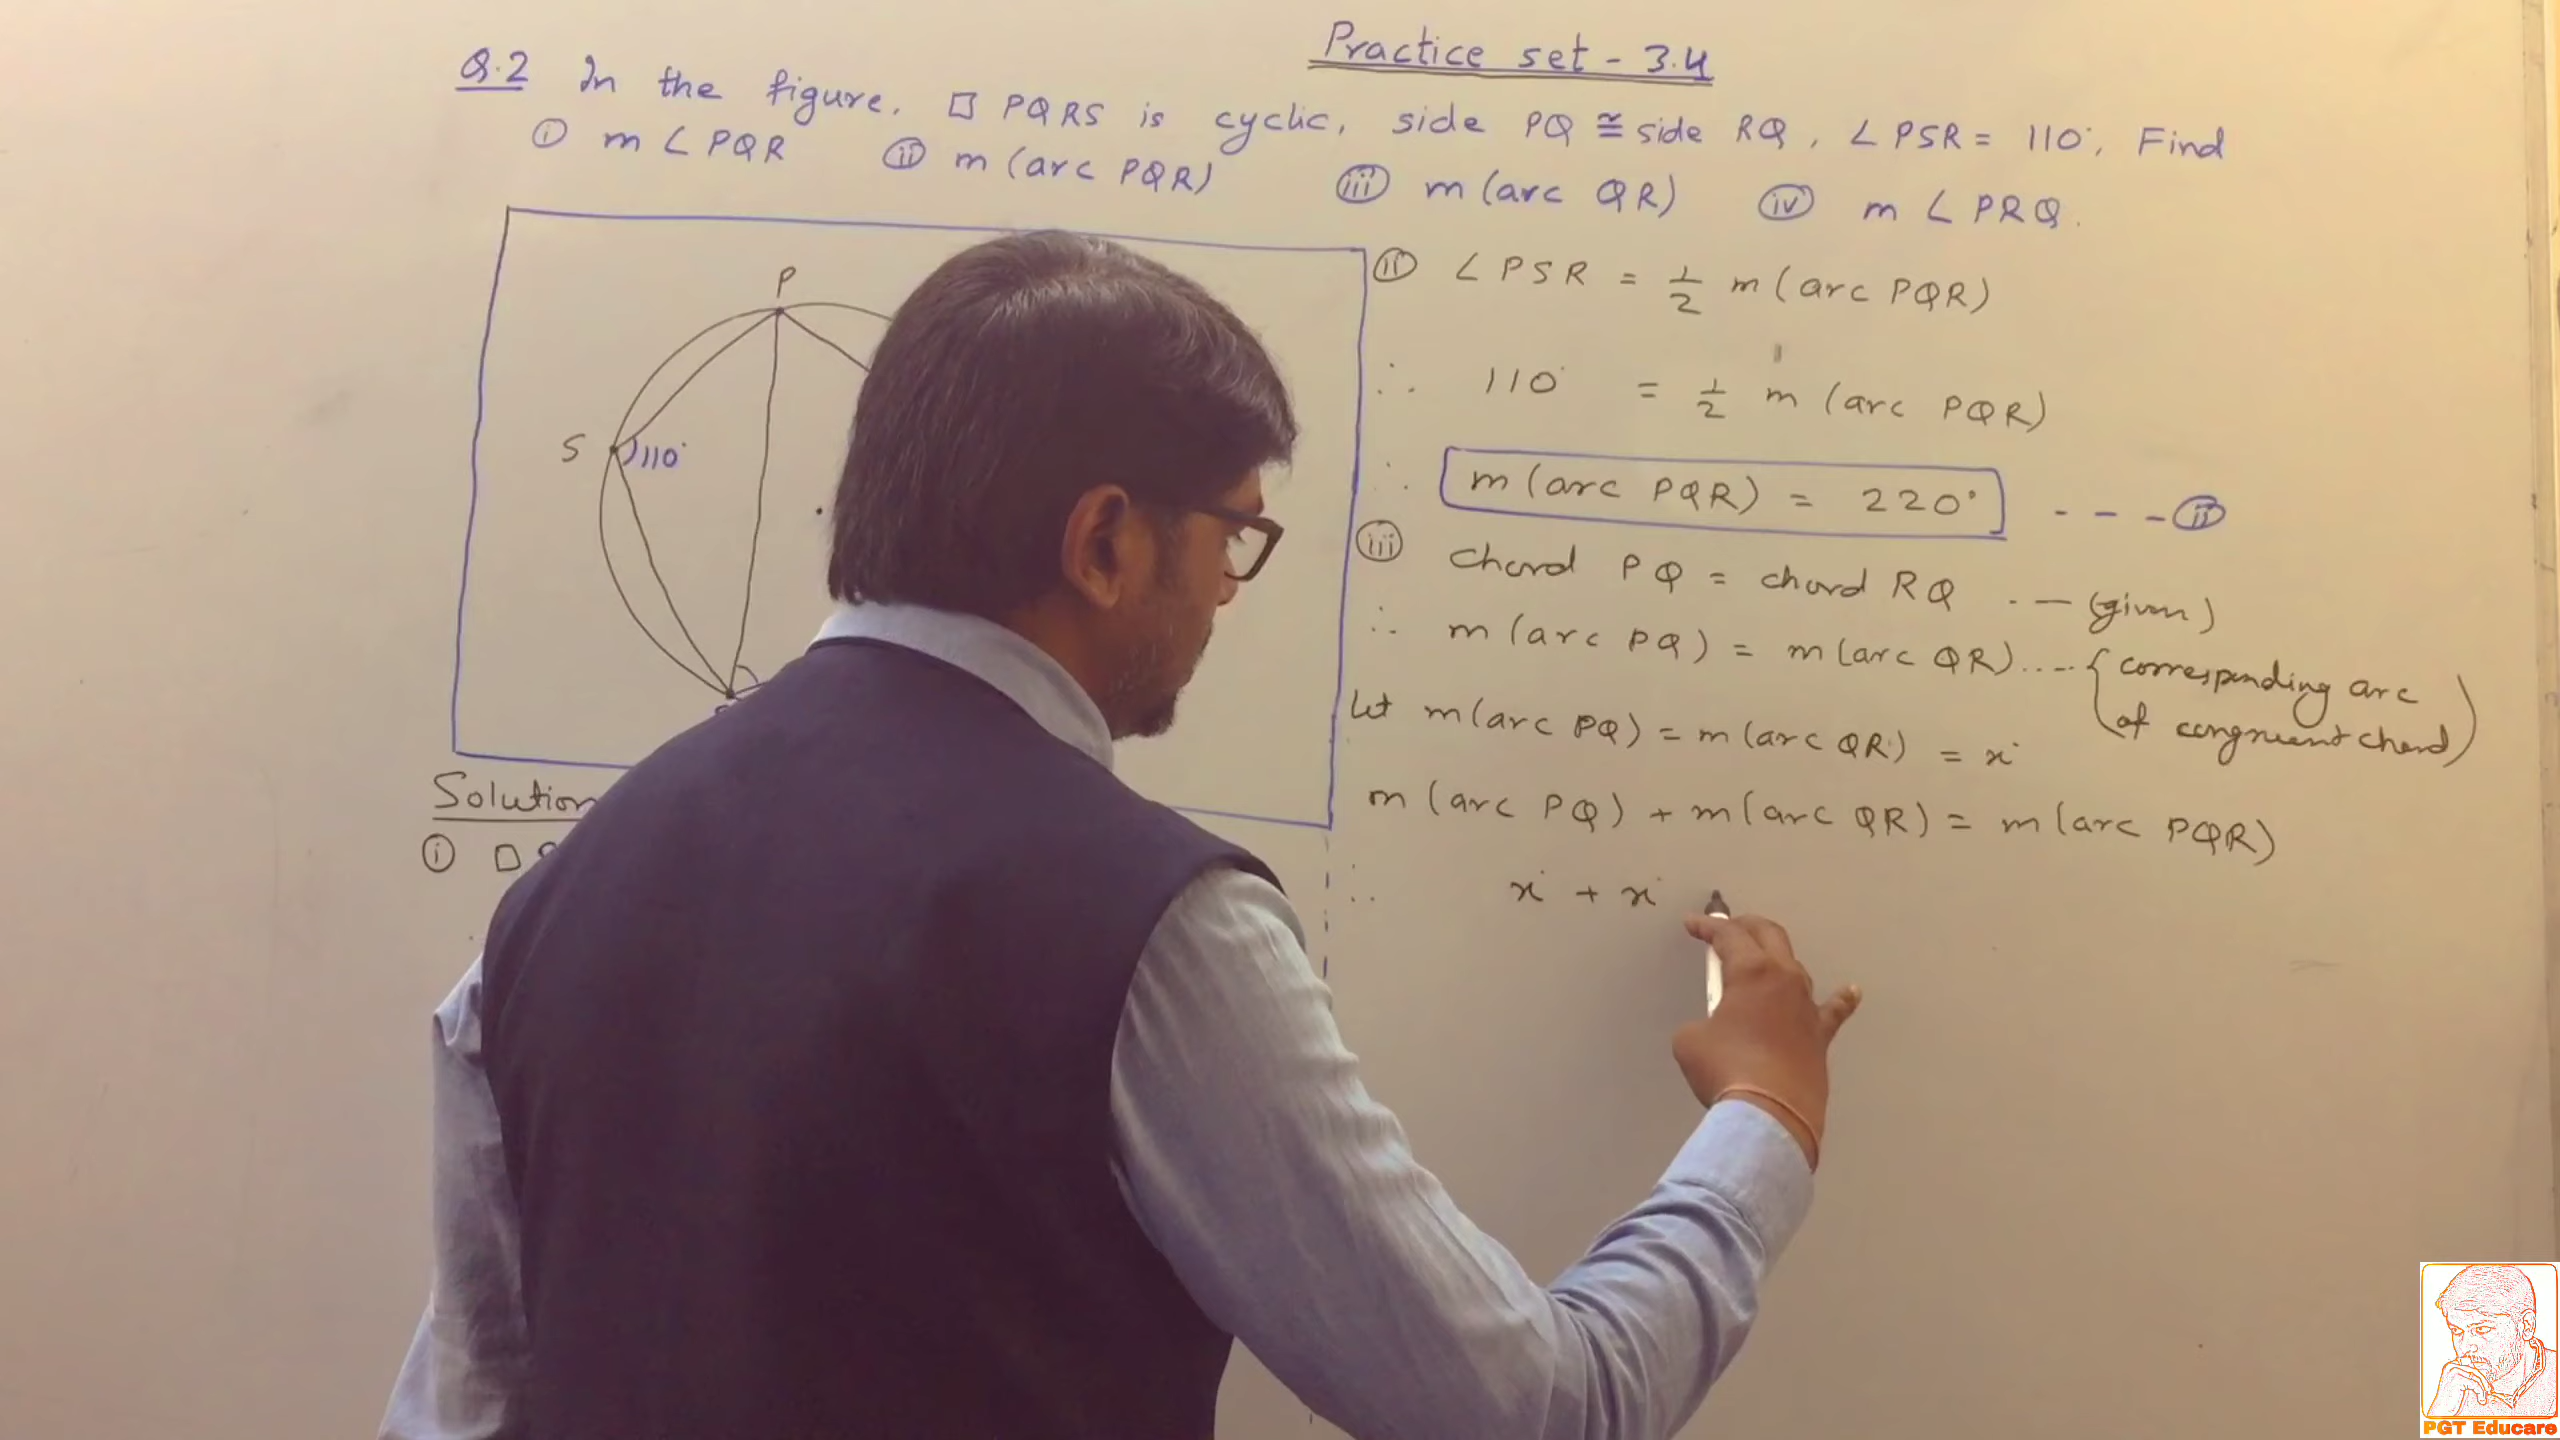 Practice set - 3.4
Q.2 In the figure, □ PQRS is cyclic, side PQ ≅ side RQ, ∠PSR = 110°, Find
(i) m∠PQR (ii) m(arc PQR) (iii) m(arc QR) (iv) m∠PRQ.
P
S
110°
Solution
(i) □
(ii) ∠PSR = 1/2 m(arc PQR)
∴ 110° = 1/2 m(arc PQR)
∴ m(arc PQR) = 220° - - - (ii)
(iii) chord PQ = chord RQ - — (given)
∴ m(arc PQ) = m(arc QR) .... {corresponding arc
of congruent chord)
Let m(arc PQ) = m(arc QR) = x°
m(arc PQ) + m(arc QR) = m(arc PQR)
∴ x° + x°
PGT Educare